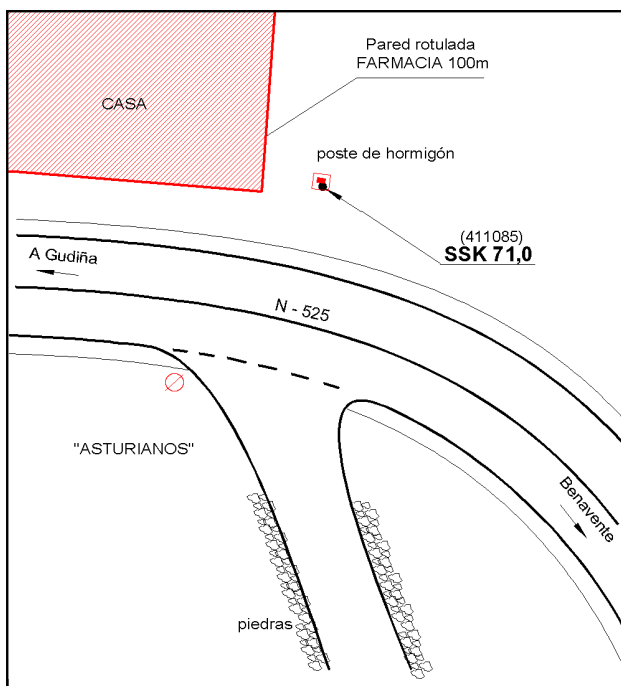 Pared rotulada
FARMACIA 100m
CASA
poste de hormigón
(411085)
SSK 71,0
A Gudiña
N - 525
"ASTURIANOS"
Benavente
piedras